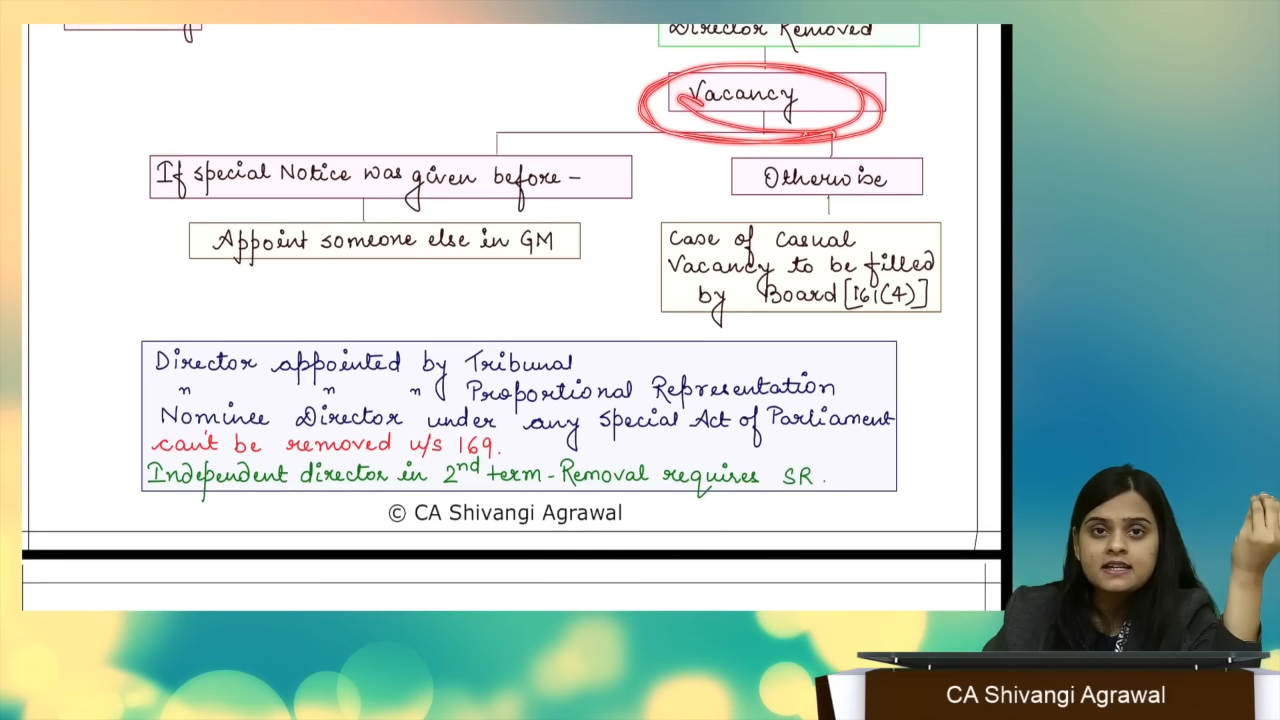 Director Removed
Vacancy
If special Notice was given before -
Otherwise
Appoint someone else in GM
Case of Casual
Vacancy to be filled
by Board [161(4)]
Director appointed by Tribunal
" " " Proportional Representation
Nominee Director under any special Act of Parliament
can't be removed u/s 169.
Independent director in 2nd term - Removal requires SR.
© CA Shivangi Agrawal
CA Shivangi Agrawal